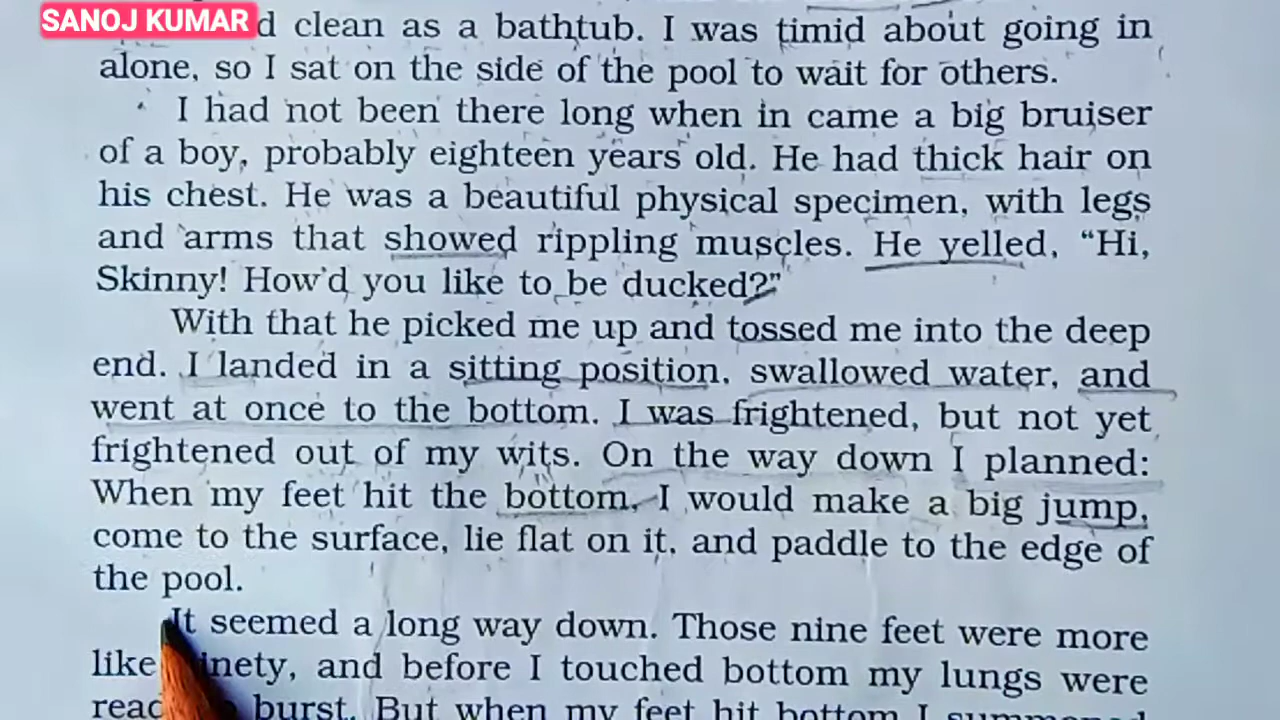 SANOJ KUMAR
clean as a bathtub. I was timid about going in
alone, so I sat on the side of the pool to wait for others.
I had not been there long when in came a big bruiser
of a boy, probably eighteen years old. He had thick hair on
his chest. He was a beautiful physical specimen, with legs
and arms that showed rippling muscles. He yelled, “Hi,
Skinny! How’d you like to be ducked?”
With that he picked me up and tossed me into the deep
end. I landed in a sitting position, swallowed water, and
went at once to the bottom. I was frightened, but not yet
frightened out of my wits. On the way down I planned:
When my feet hit the bottom, I would make a big jump,
come to the surface, lie flat on it, and paddle to the edge of
the pool.
It seemed a long way down. Those nine feet were more
like and before I touched bottom my lungs were
burst. But when my feet hit bottom I summoned